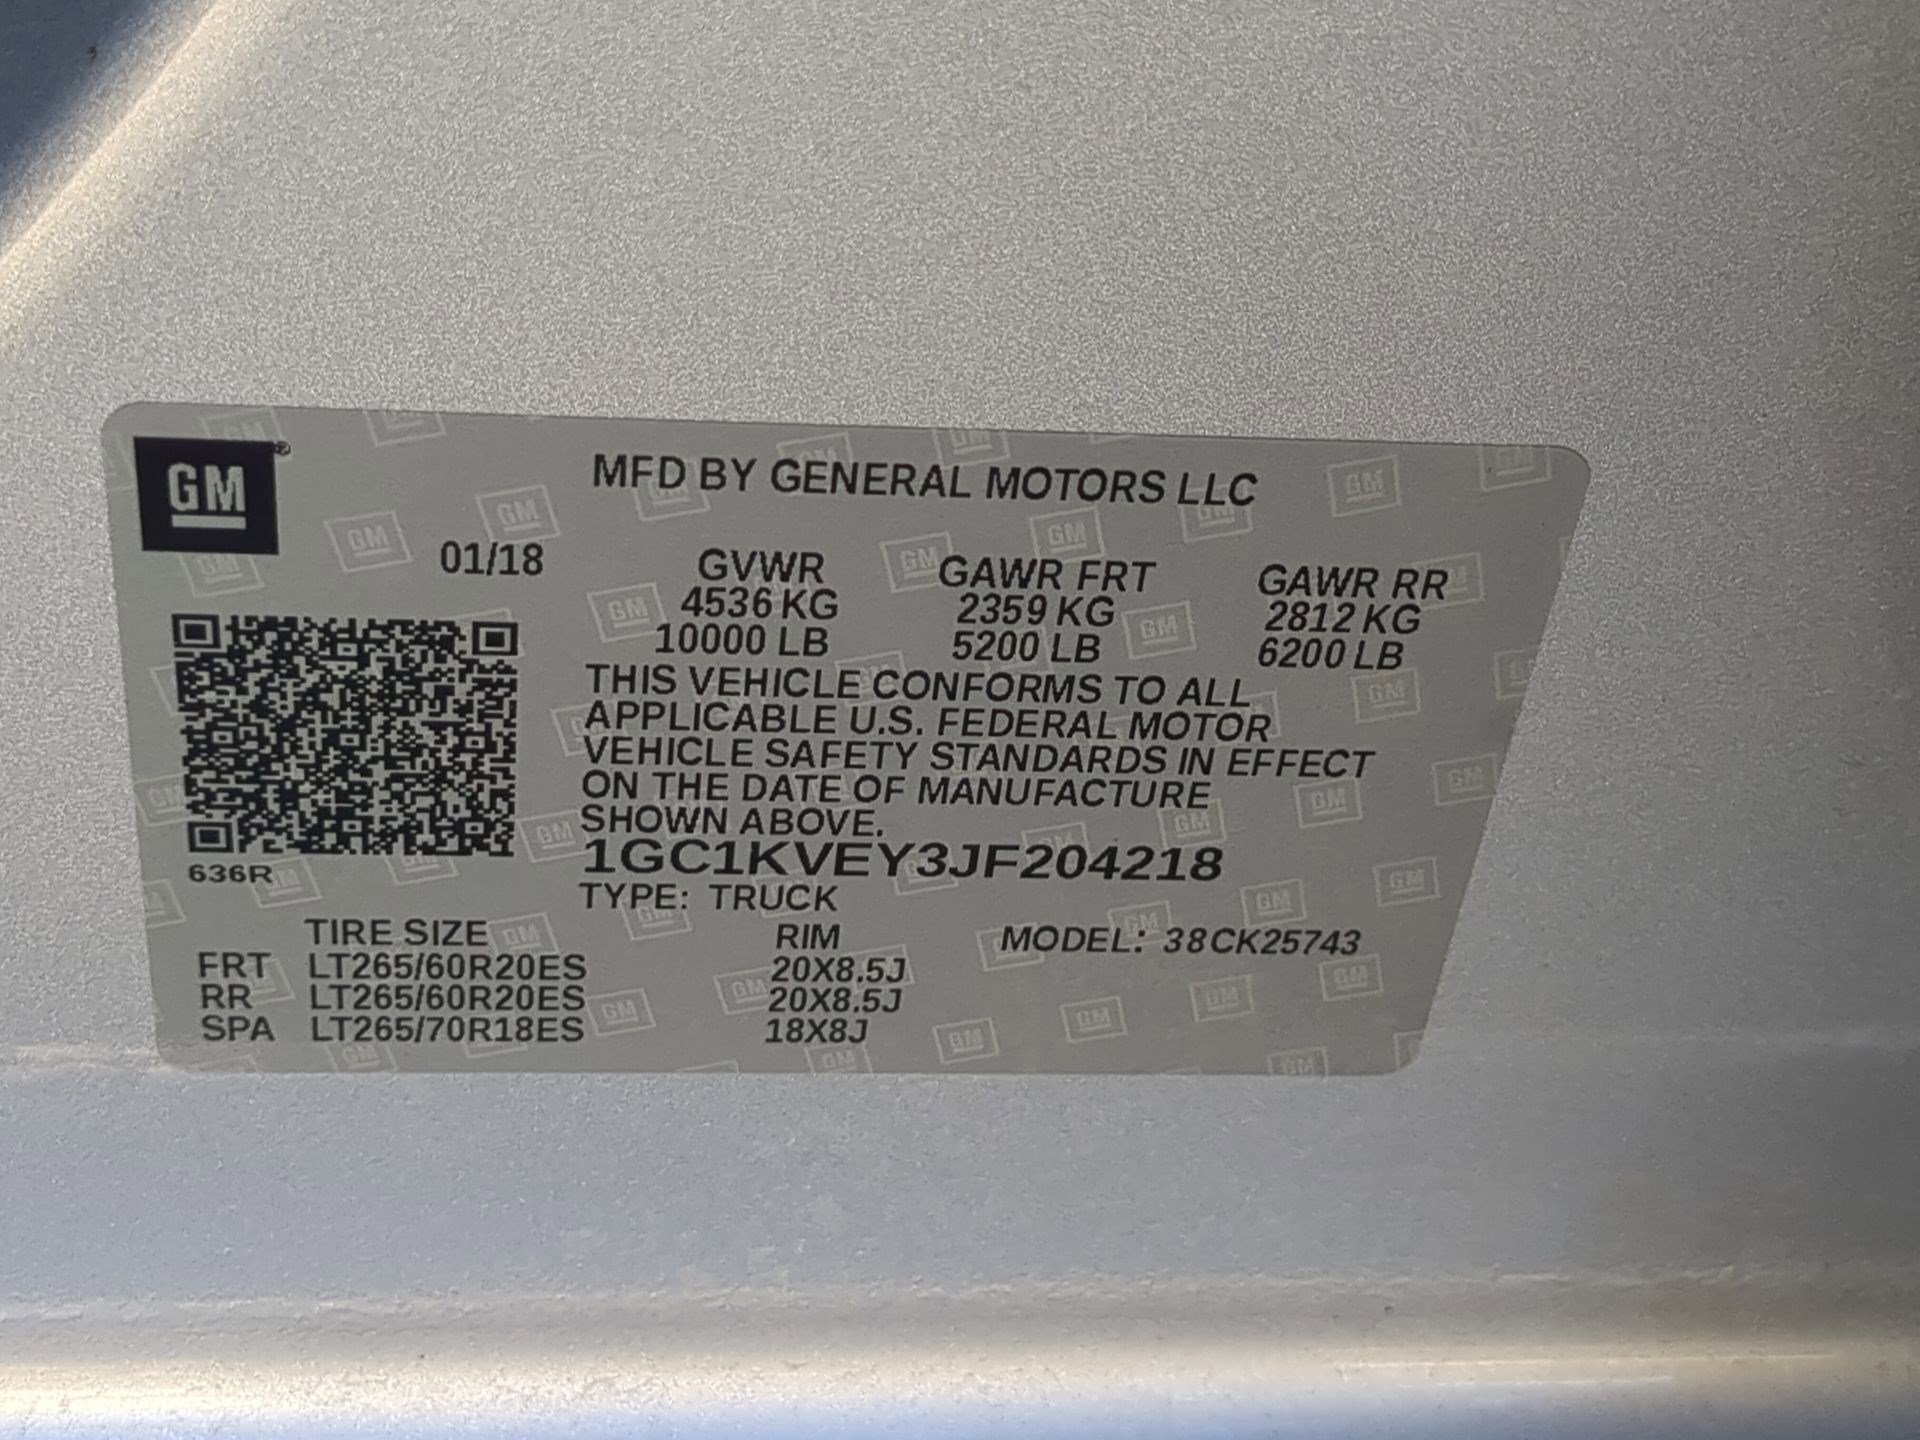 GM
MFD BY GENERAL MOTORS LLC
01/18 GVWR GAWR FRT GAWR RR
4536 KG 2359 KG 2812 KG
10000 LB 5200 LB 6200 LB
THIS VEHICLE CONFORMS TO ALL
APPLICABLE U.S. FEDERAL MOTOR
VEHICLE SAFETY STANDARDS IN EFFECT
ON THE DATE OF MANUFACTURE
SHOWN ABOVE.
1GC1KVEY3JF204218
636R
TYPE: TRUCK
TIRE SIZE RIM MODEL: 38CK25743
FRT LT265/60R20ES 20X8.5J
RR LT265/60R20ES 20X8.5J
SPA LT265/70R18ES 18X8J